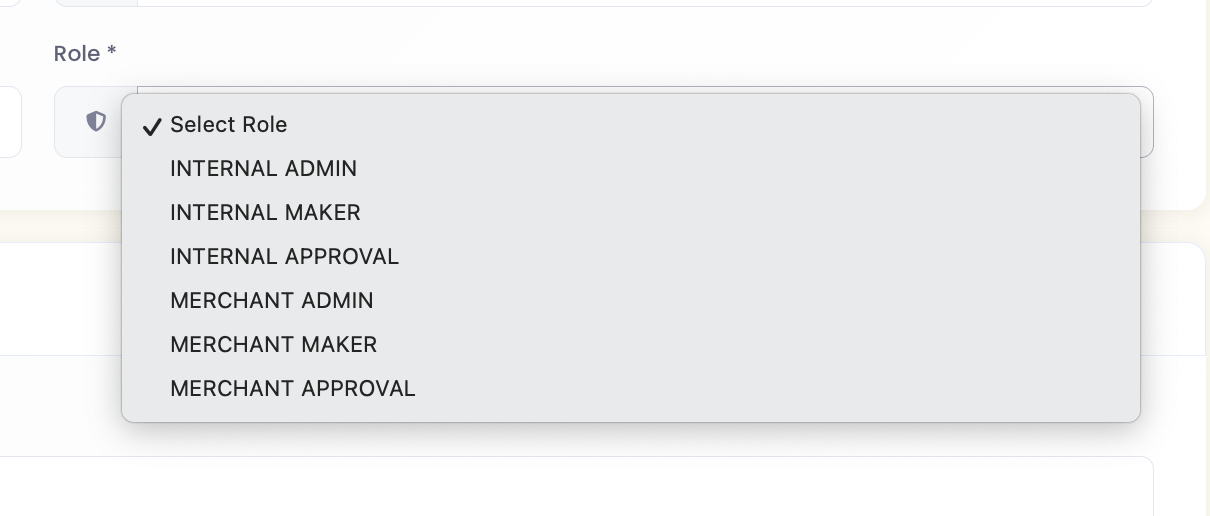 Role *
Select Role
INTERNAL ADMIN
INTERNAL MAKER
INTERNAL APPROVAL
MERCHANT ADMIN
MERCHANT MAKER
MERCHANT APPROVAL